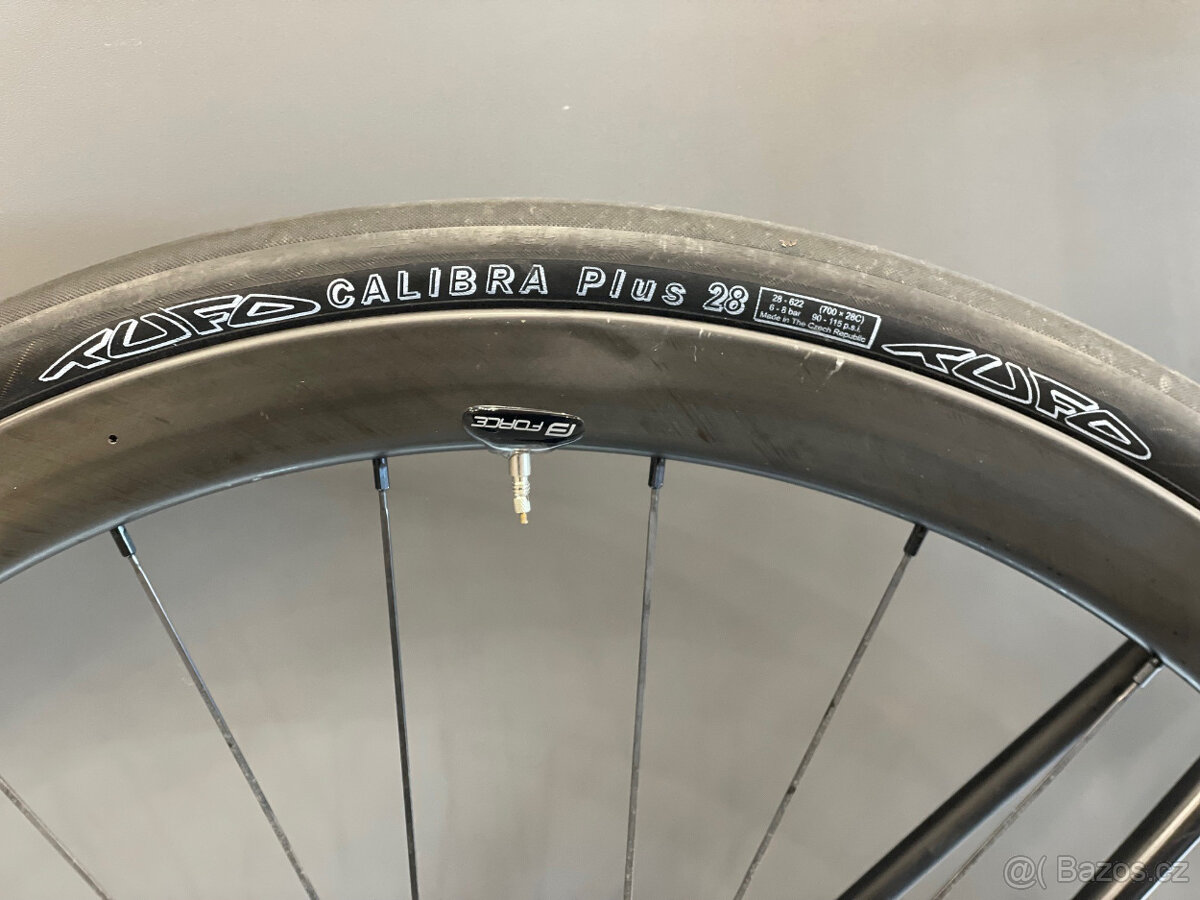 TUFO CALIBRA Plus 28
28 - 622 (700 x 28C)
6 - 8 bar 90 - 115 p.s.i.
Made in The Czech Republic
TUFO
FORCE
Bazos.cz